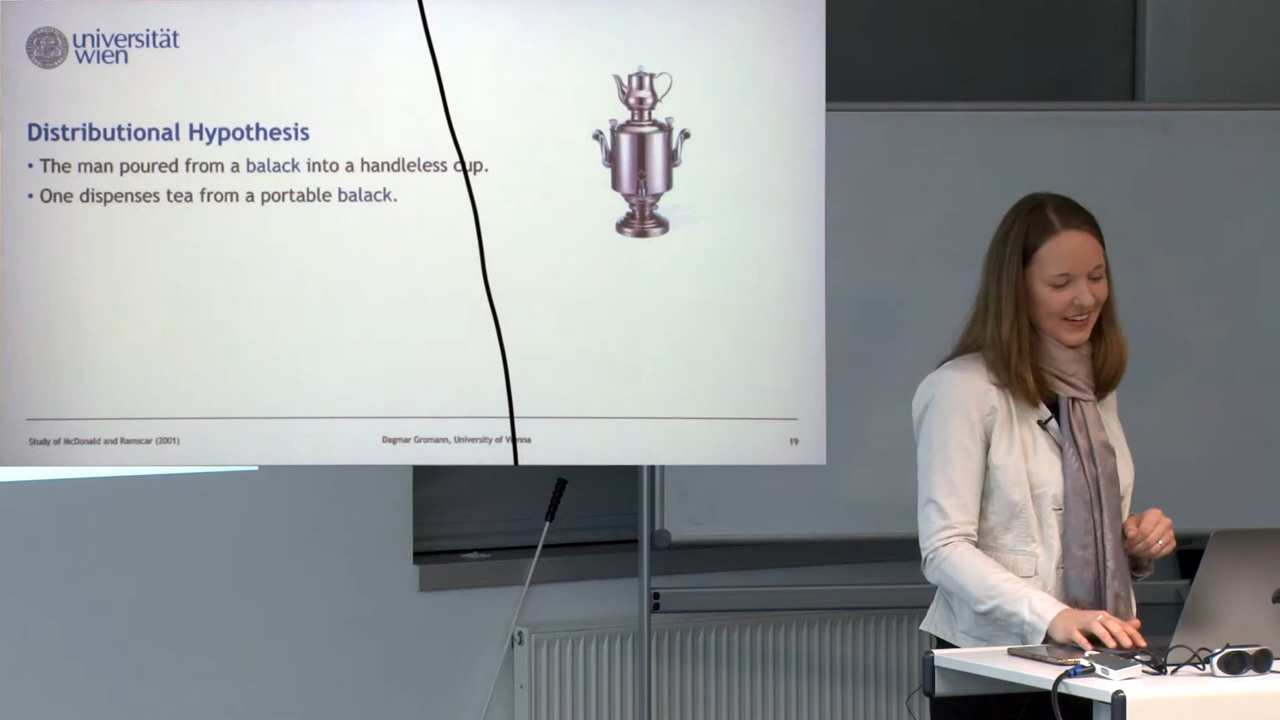 universität
wien
Distributional Hypothesis
• The man poured from a balack into a handleless cup.
• One dispenses tea from a portable balack.
Study of McDonald and Ramscar (2001)
Dagmar Gromann, University of Vienna
19